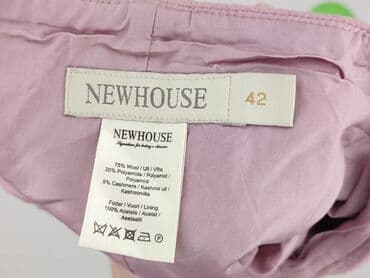 NEWHOUSE 42
NEWHOUSE
75% Wool / Ull / Villa
20% Polyamide / Polyamid /
Polyamidi
5% Cashmere / Kashmir ull /
Kashmirvilla
Foder / Vuori / Lining
100% Acetate / Acetat /
Asetaatti